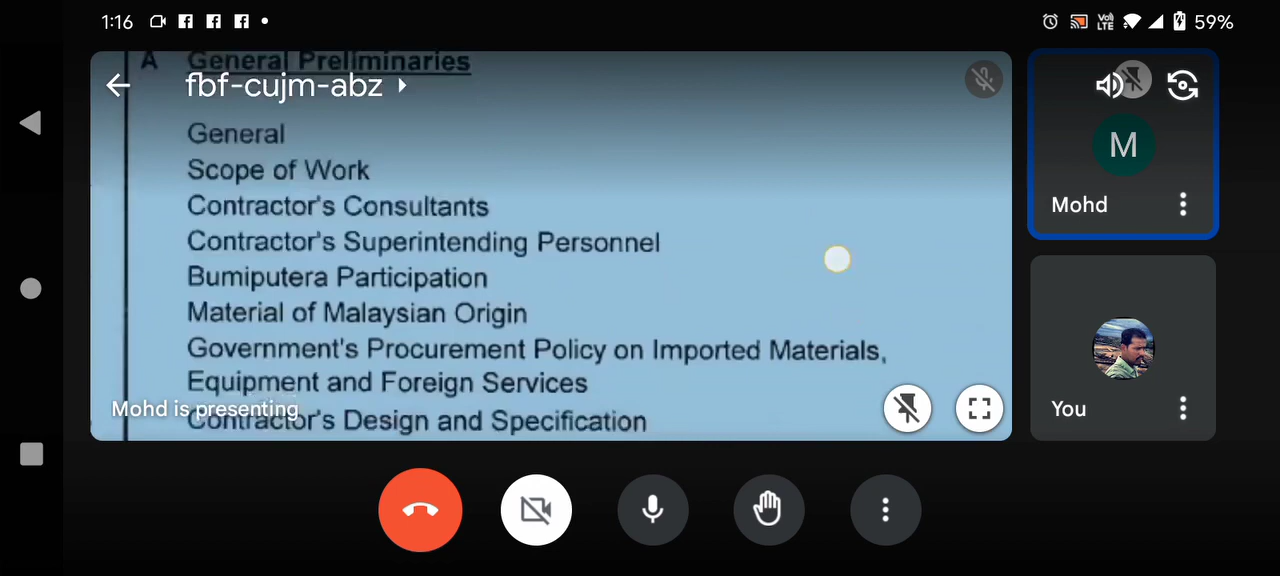 1:16
Vo)
LTE
59%
A General Preliminaries
fbf-cujm-abz
General
Scope of Work
Contractor's Consultants
Contractor's Superintending Personnel
Bumiputera Participation
Material of Malaysian Origin
Government's Procurement Policy on Imported Materials,
Equipment and Foreign Services
Contractor's Design and Specification
Mohd is presenting
M
Mohd
You